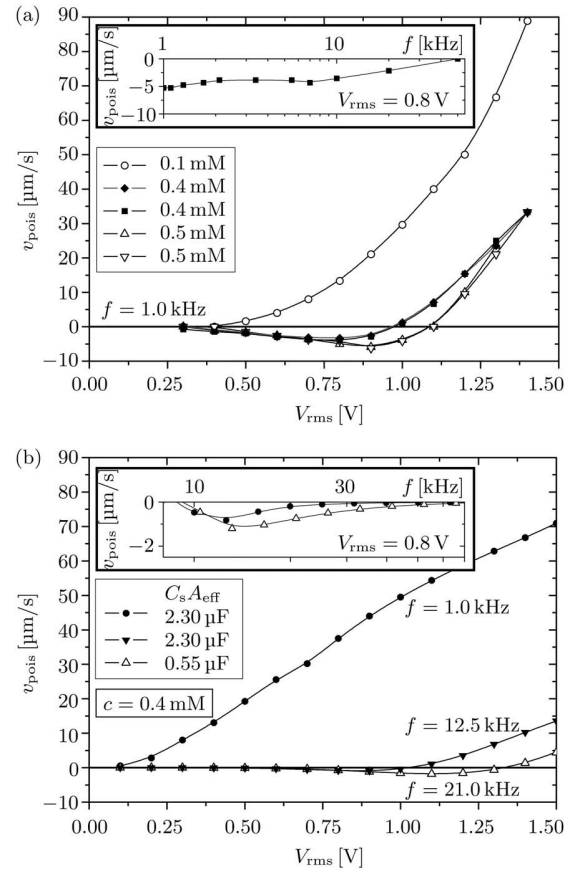 (a)
90
80
70
60
50
40
30
20
10
0
−10
v_pois [µm/s]
1
10
f [kHz]
0
−5
−10
v_pois [µm/s]
V_rms = 0.8 V
0.1 mM
0.4 mM
0.4 mM
0.5 mM
0.5 mM
f = 1.0 kHz
0.00 0.25 0.50 0.75 1.00 1.25 1.50
V_rms [V]
(b)
90
80
70
60
50
40
30
20
10
0
−10
v_pois [µm/s]
10
30
f [kHz]
0
−2
v_pois [µm/s]
V_rms = 0.8 V
C_s A_eff
2.30 µF
2.30 µF
0.55 µF
c = 0.4 mM
f = 1.0 kHz
f = 12.5 kHz
f = 21.0 kHz
0.00 0.25 0.50 0.75 1.00 1.25 1.50
V_rms [V]